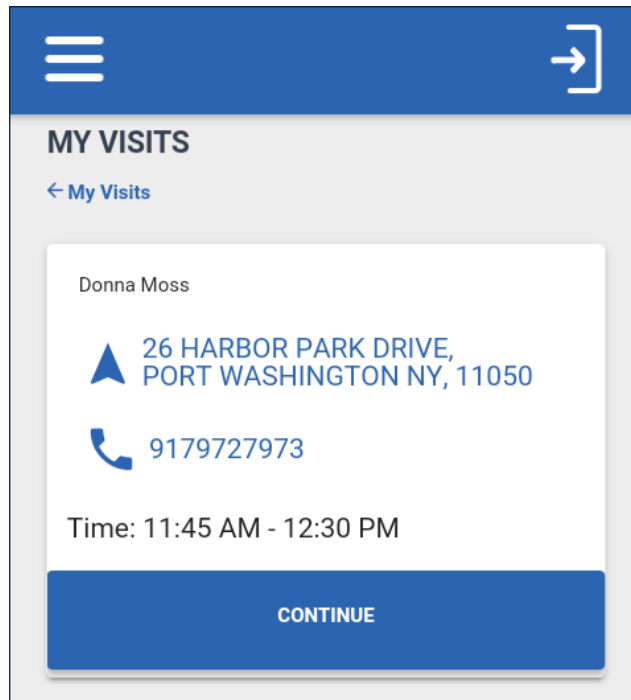 MY VISITS
My Visits
Donna Moss
26 HARBOR PARK DRIVE,
PORT WASHINGTON NY, 11050
9179727973
Time: 11:45 AM - 12:30 PM
CONTINUE